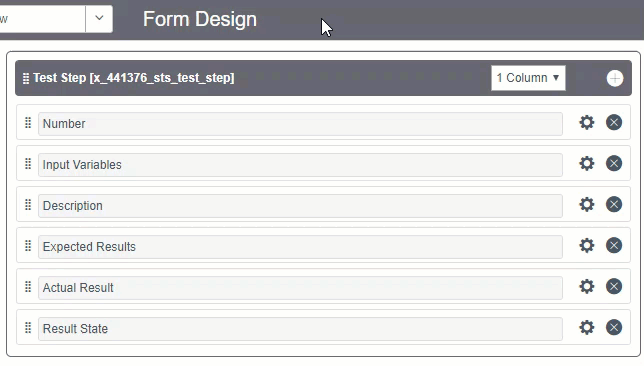 w
Form Design
Test Step [x_441376_sts_test_step]
1 Column
Number
Input Variables
Description
Expected Results
Actual Result
Result State